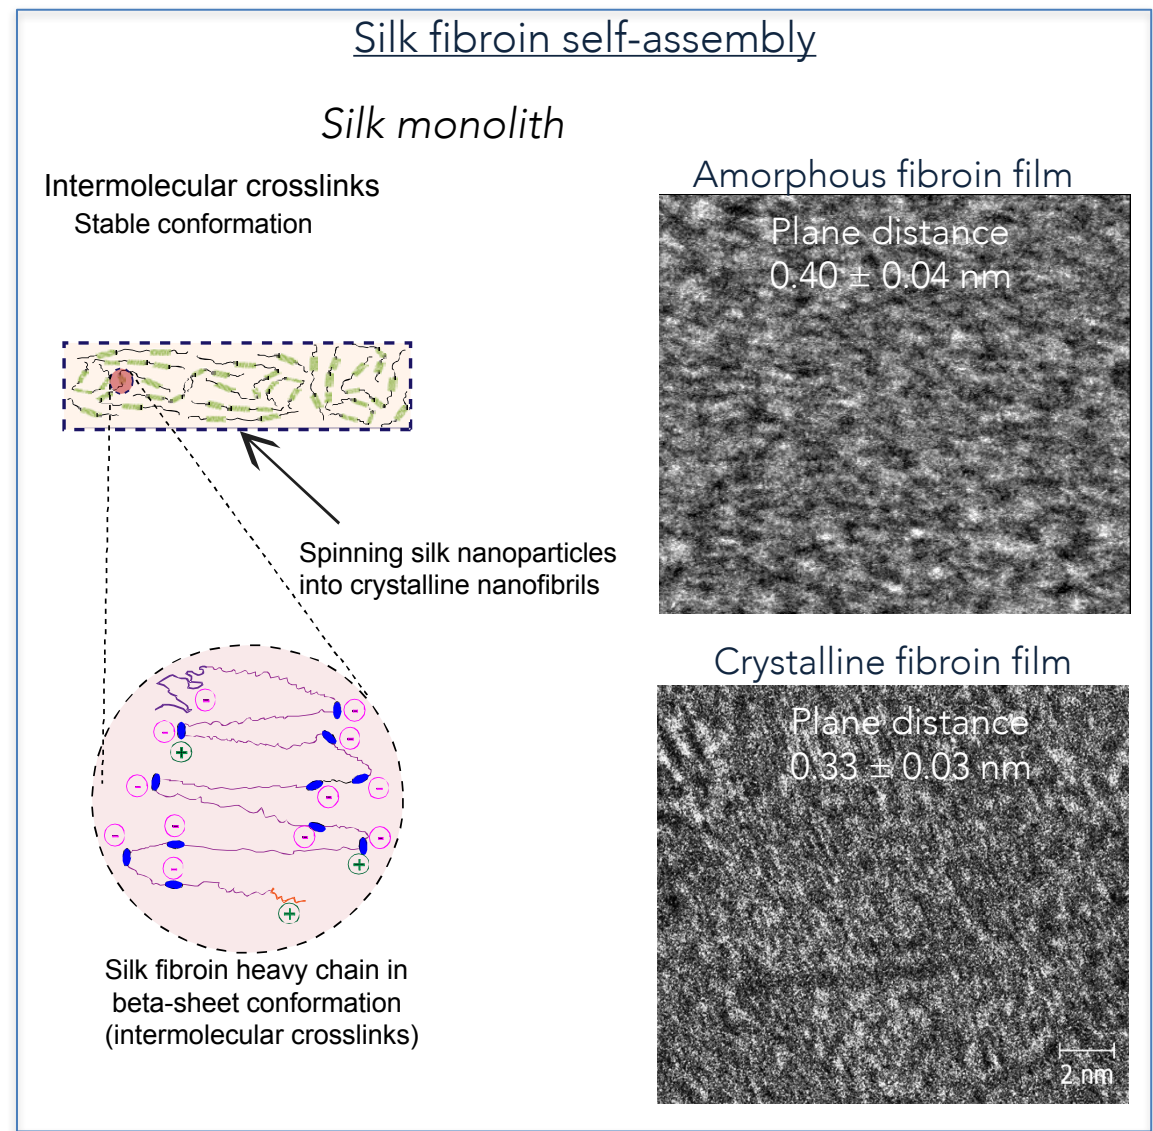 Silk fibroin self-assembly
Silk monolith
Intermolecular crosslinks
Stable conformation
Spinning silk nanoparticles
into crystalline nanofibrils
Silk fibroin heavy chain in
beta-sheet conformation
(intermolecular crosslinks)
Amorphous fibroin film
Plane distance
0.40 ± 0.04 nm
Crystalline fibroin film
Plane distance
0.33 ± 0.03 nm
2 nm